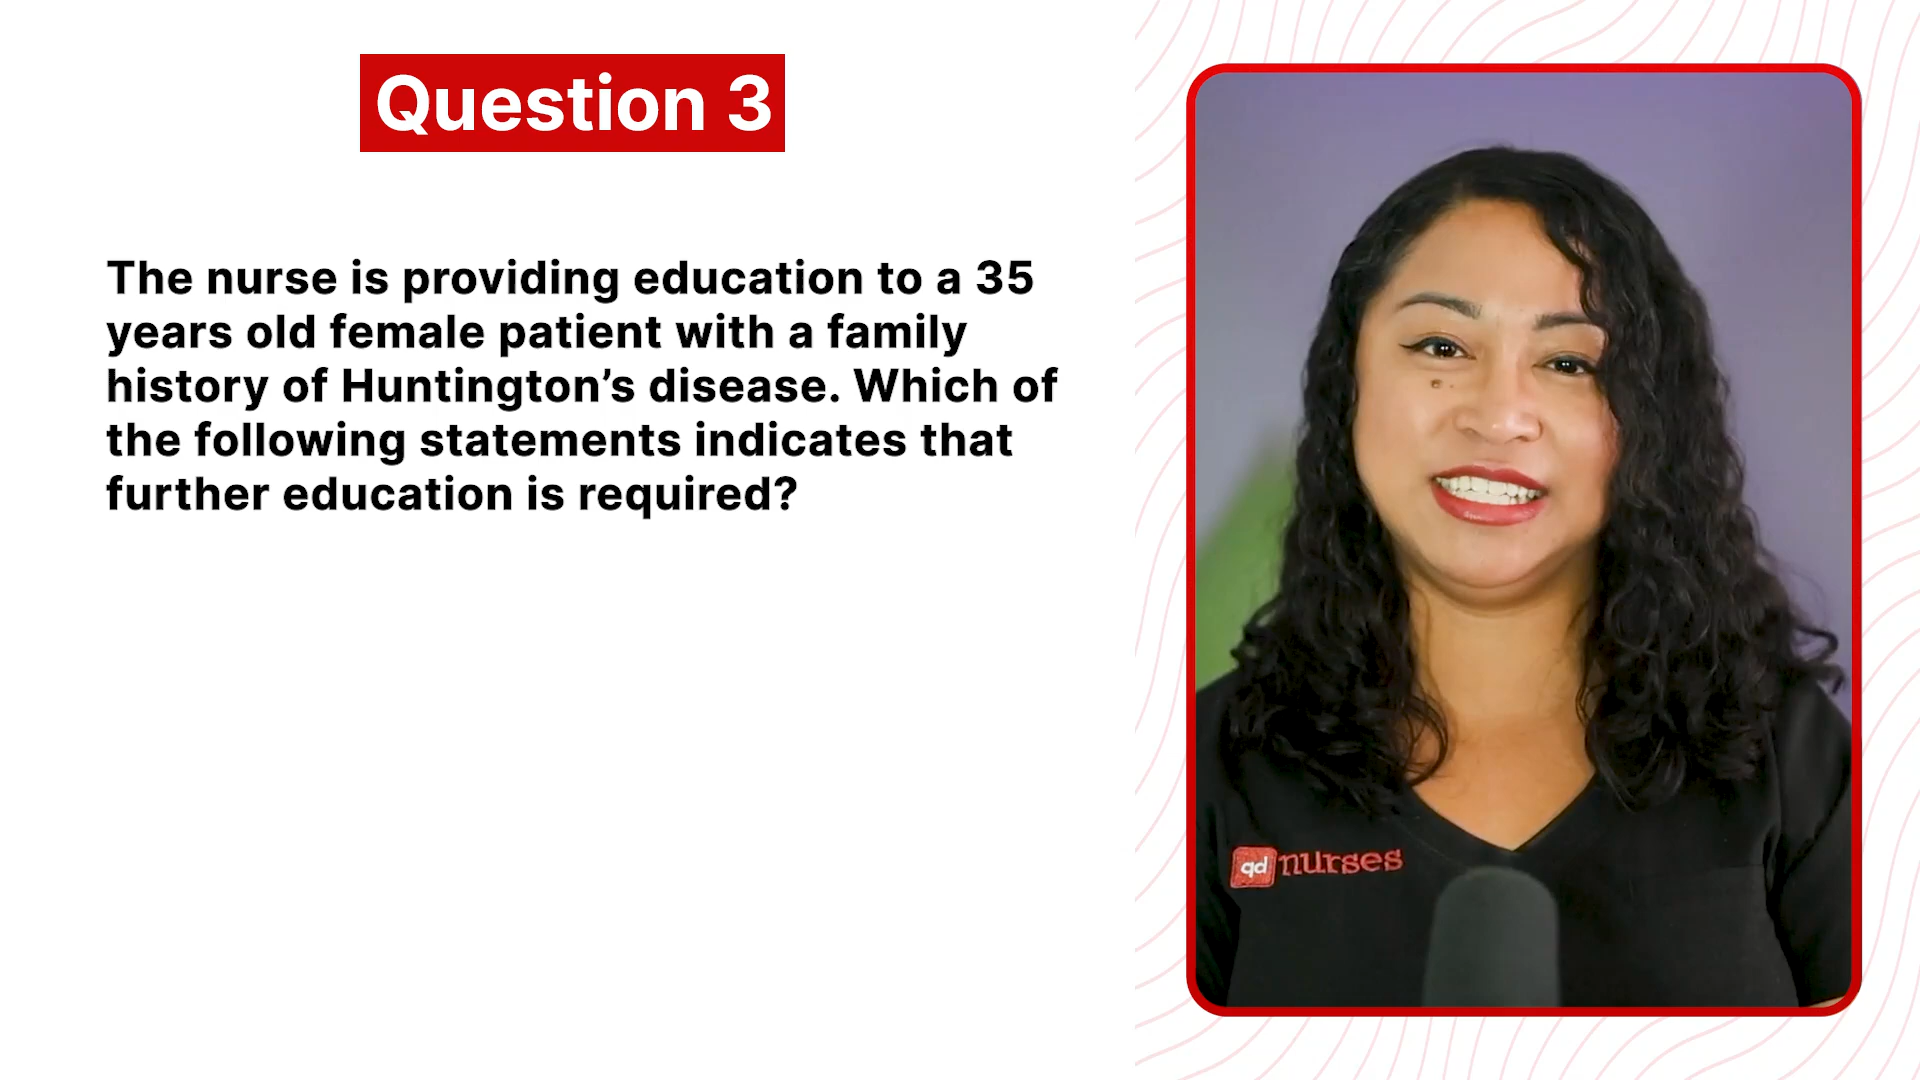 Question 3
The nurse is providing education to a 35
years old female patient with a family
history of Huntington’s disease. Which of
the following statements indicates that
further education is required?
qd nurses